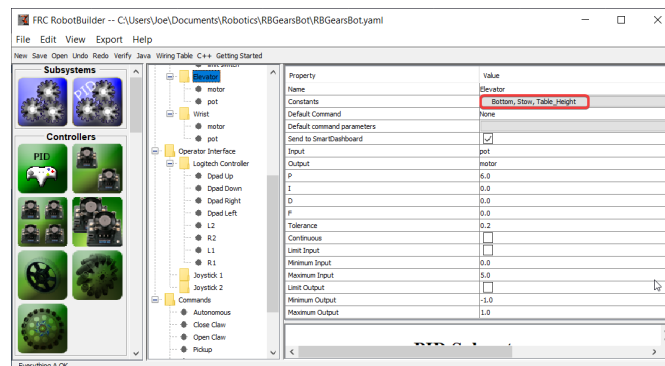 FRC RobotBuilder -- C:\Users\Joe\Documents\Robotics\RBGearsBot\RBGearsBot.yaml
File Edit View Export Help
New Save Open Undo Redo Verify Java Wiring Table C++ Getting Started
Subsystems
PID
Controllers
PID
Elevator
motor
pot
Wrist
motor
pot
Operator Interface
Logitech Controller
Dpad Up
Dpad Down
Dpad Right
Dpad Left
L2
R2
L1
R1
Joystick 1
Joystick 2
Commands
Autonomous
Close Claw
Open Claw
Pickup
Property Value
Name Elevator
Constants Bottom, Stow, Table_Height
Default Command None
Default command parameters
Send to SmartDashboard
Input pot
Output motor
P 6.0
I 0.0
D 0.0
F 0.0
Tolerance 0.2
Continuous
Limit Input
Minimum Input 0.0
Maximum Input 5.0
Limit Output
Minimum Output -1.0
Maximum Output 1.0
Everything A OK